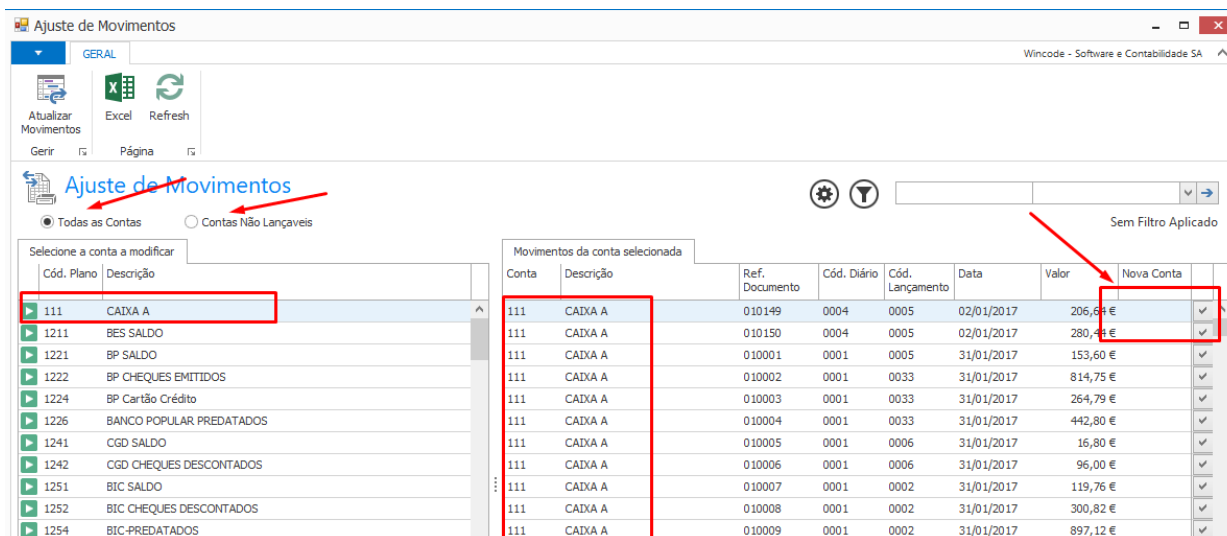 Ajuste de Movimentos
GERAL
Wincode - Software e Contabilidade SA
Atualizar
Movimentos
Excel
Refresh
Gerir
Página
Ajuste de Movimentos
Todas as Contas
Contas Não Lançaveis
Sem Filtro Aplicado
Selecione a conta a modificar
Cód. Plano Descrição
111 CAIXA A
1211 BES SALDO
1221 BP SALDO
1222 BP CHEQUES EMITIDOS
1224 BP Cartão Crédito
1226 BANCO POPULAR PREDATADOS
1241 CGD SALDO
1242 CGD CHEQUES DESCONTADOS
1251 BIC SALDO
1252 BIC CHEQUES DESCONTADOS
1254 BIC-PREDATADOS
Movimentos da conta selecionada
Conta Descrição Ref. Documento Cód. Diário Cód. Lançamento Data Valor Nova Conta
111 CAIXA A 010149 0004 0005 02/01/2017 206,64 €
111 CAIXA A 010150 0004 0005 02/01/2017 280,44 €
111 CAIXA A 010001 0001 0005 31/01/2017 153,60 €
111 CAIXA A 010002 0001 0033 31/01/2017 814,75 €
111 CAIXA A 010003 0001 0033 31/01/2017 264,79 €
111 CAIXA A 010004 0001 0033 31/01/2017 442,80 €
111 CAIXA A 010005 0001 0006 31/01/2017 16,80 €
111 CAIXA A 010006 0001 0006 31/01/2017 96,00 €
111 CAIXA A 010007 0001 0002 31/01/2017 119,76 €
111 CAIXA A 010008 0001 0002 31/01/2017 300,82 €
111 CAIXA A 010009 0001 0002 31/01/2017 897,12 €